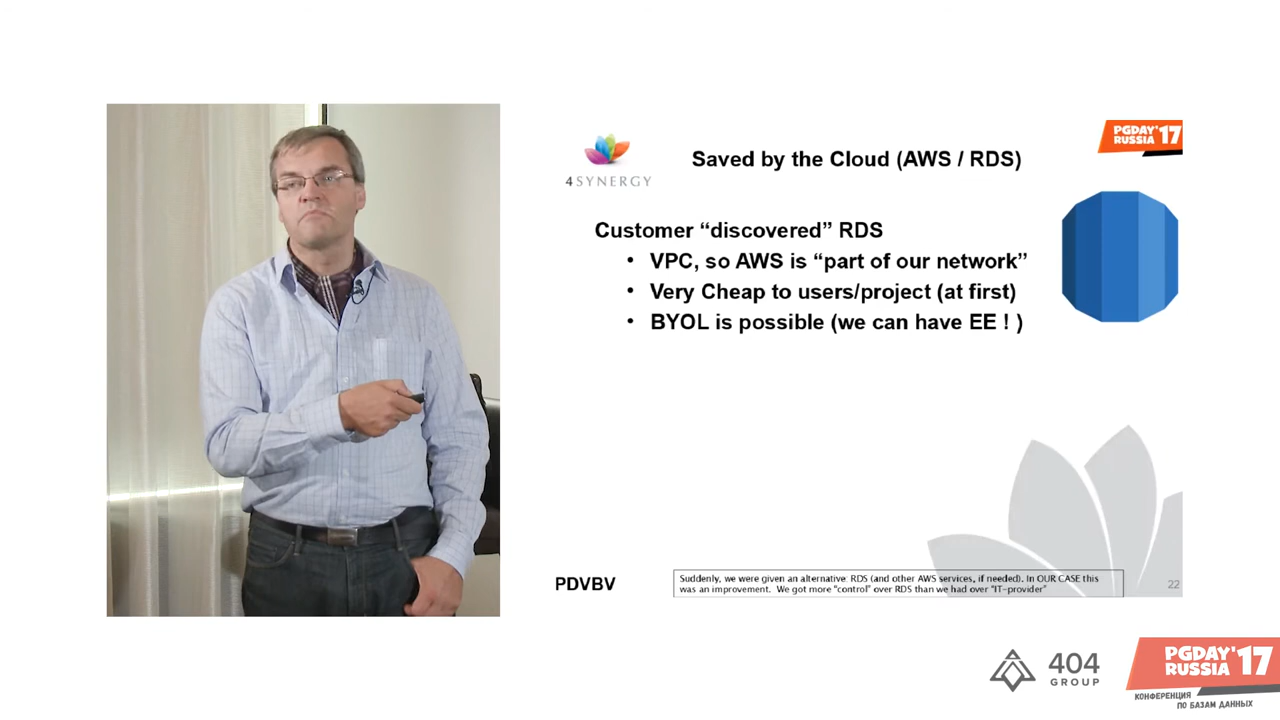 4SYNERGY
Saved by the Cloud (AWS / RDS)
PGDAY'17
RUSSIA
Customer “discovered” RDS
• VPC, so AWS is “part of our network”
• Very Cheap to users/project (at first)
• BYOL is possible (we can have EE ! )
PDVBV
Suddenly, we were given an alternative: RDS (and other AWS services, if needed). In OUR CASE this
was an improvement. We got more “control” over RDS than we had over “IT-provider”
22
404
GROUP
PGDAY'17
RUSSIA
КОНФЕРЕНЦИЯ
ПО БАЗАМ ДАННЫХ